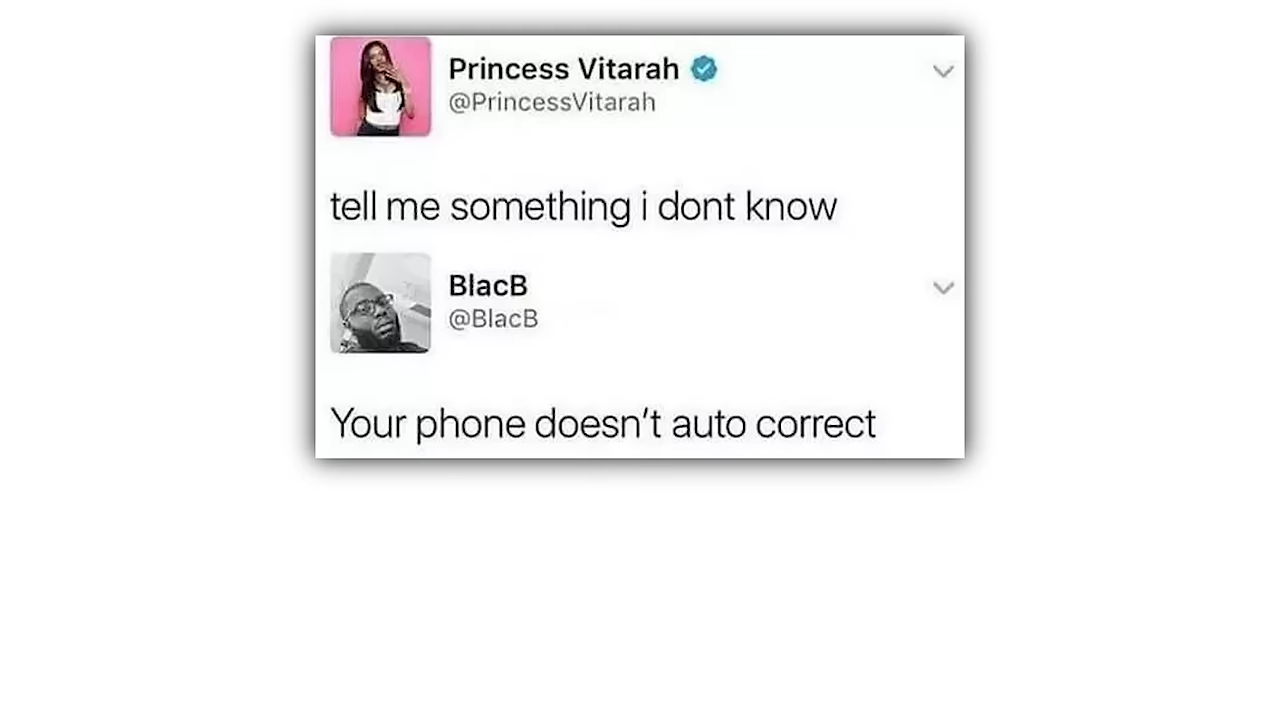 Princess Vitarah
@PrincessVitarah
tell me something i dont know
BlacB
@BlacB
Your phone doesn't auto correct